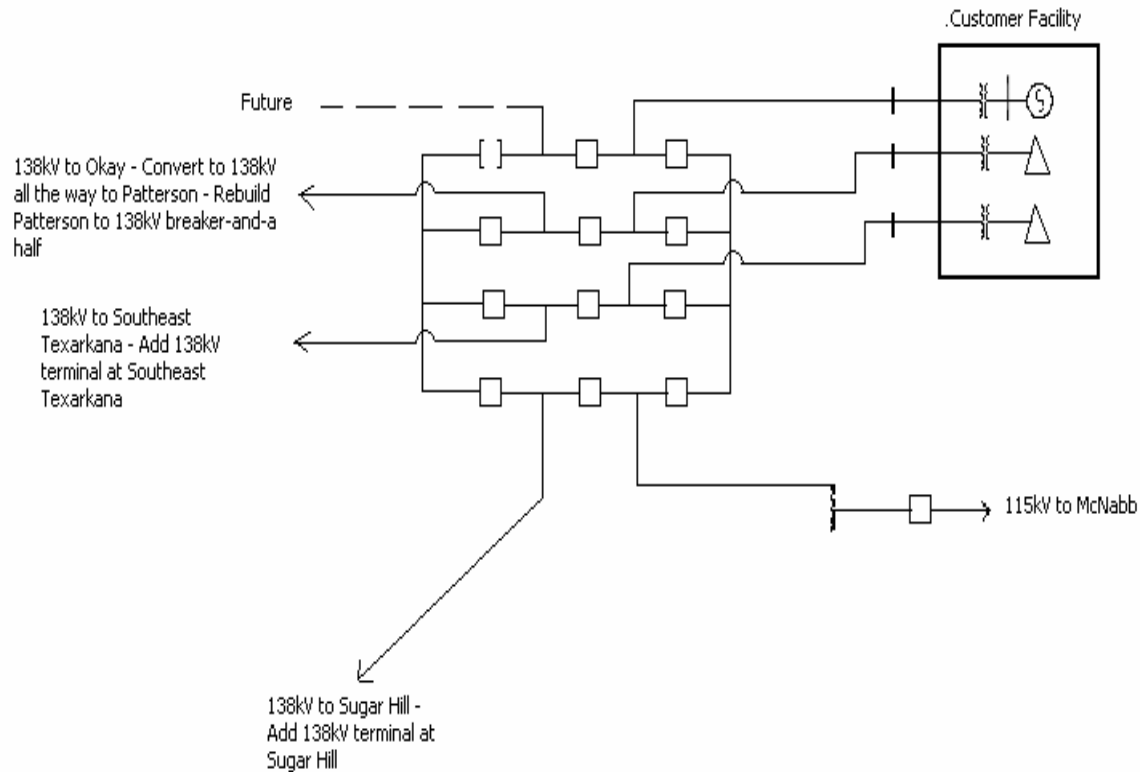 .Customer Facility
Future
138kV to Okay - Convert to 138kV
all the way to Patterson - Rebuild
Patterson to 138kV breaker-and-a
half
138kV to Southeast
Texarkana - Add 138kV
terminal at Southeast
Texarkana
115kV to McNabb
138kV to Sugar Hill -
Add 138kV terminal at
Sugar Hill